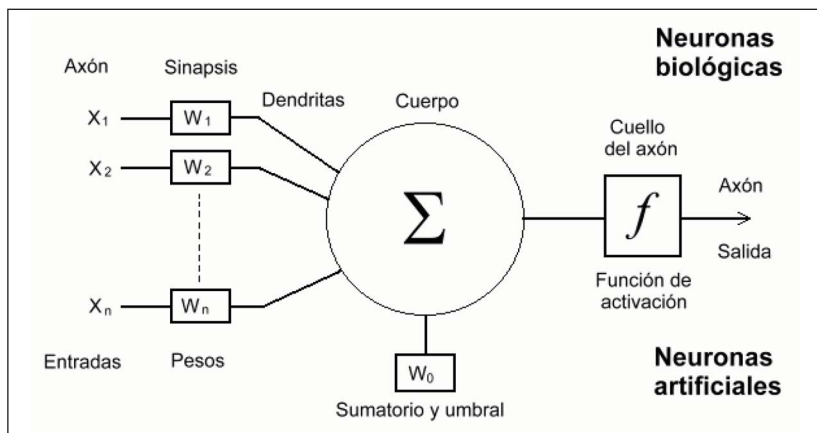 Neuronas
biológicas
Axón
Sinapsis
Dendritas
Cuerpo
Cuello
del axón
X1
W1
X2
W2
Σ
f
Axón
Salida
Xn
Wn
Función de
activación
Entradas
Pesos
W0
Sumatorio y umbral
Neuronas
artificiales